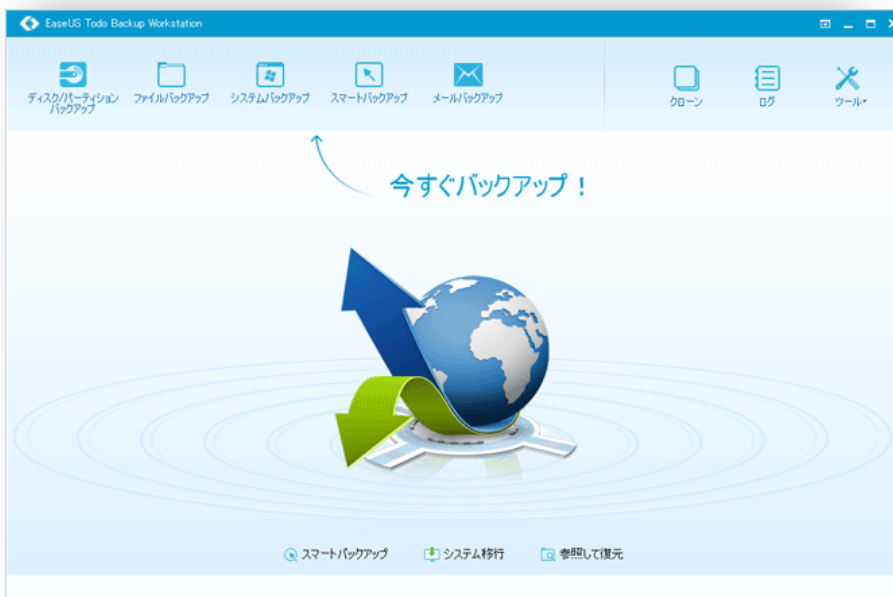 EaseUS Todo Backup Workstation
ディスク/パーティション
バックアップ
ファイルバックアップ
システムバックアップ
スマートバックアップ
メールバックアップ
クローン
ログ
ツール
今すぐバックアップ！
スマートバックアップ
システム移行
参照して復元